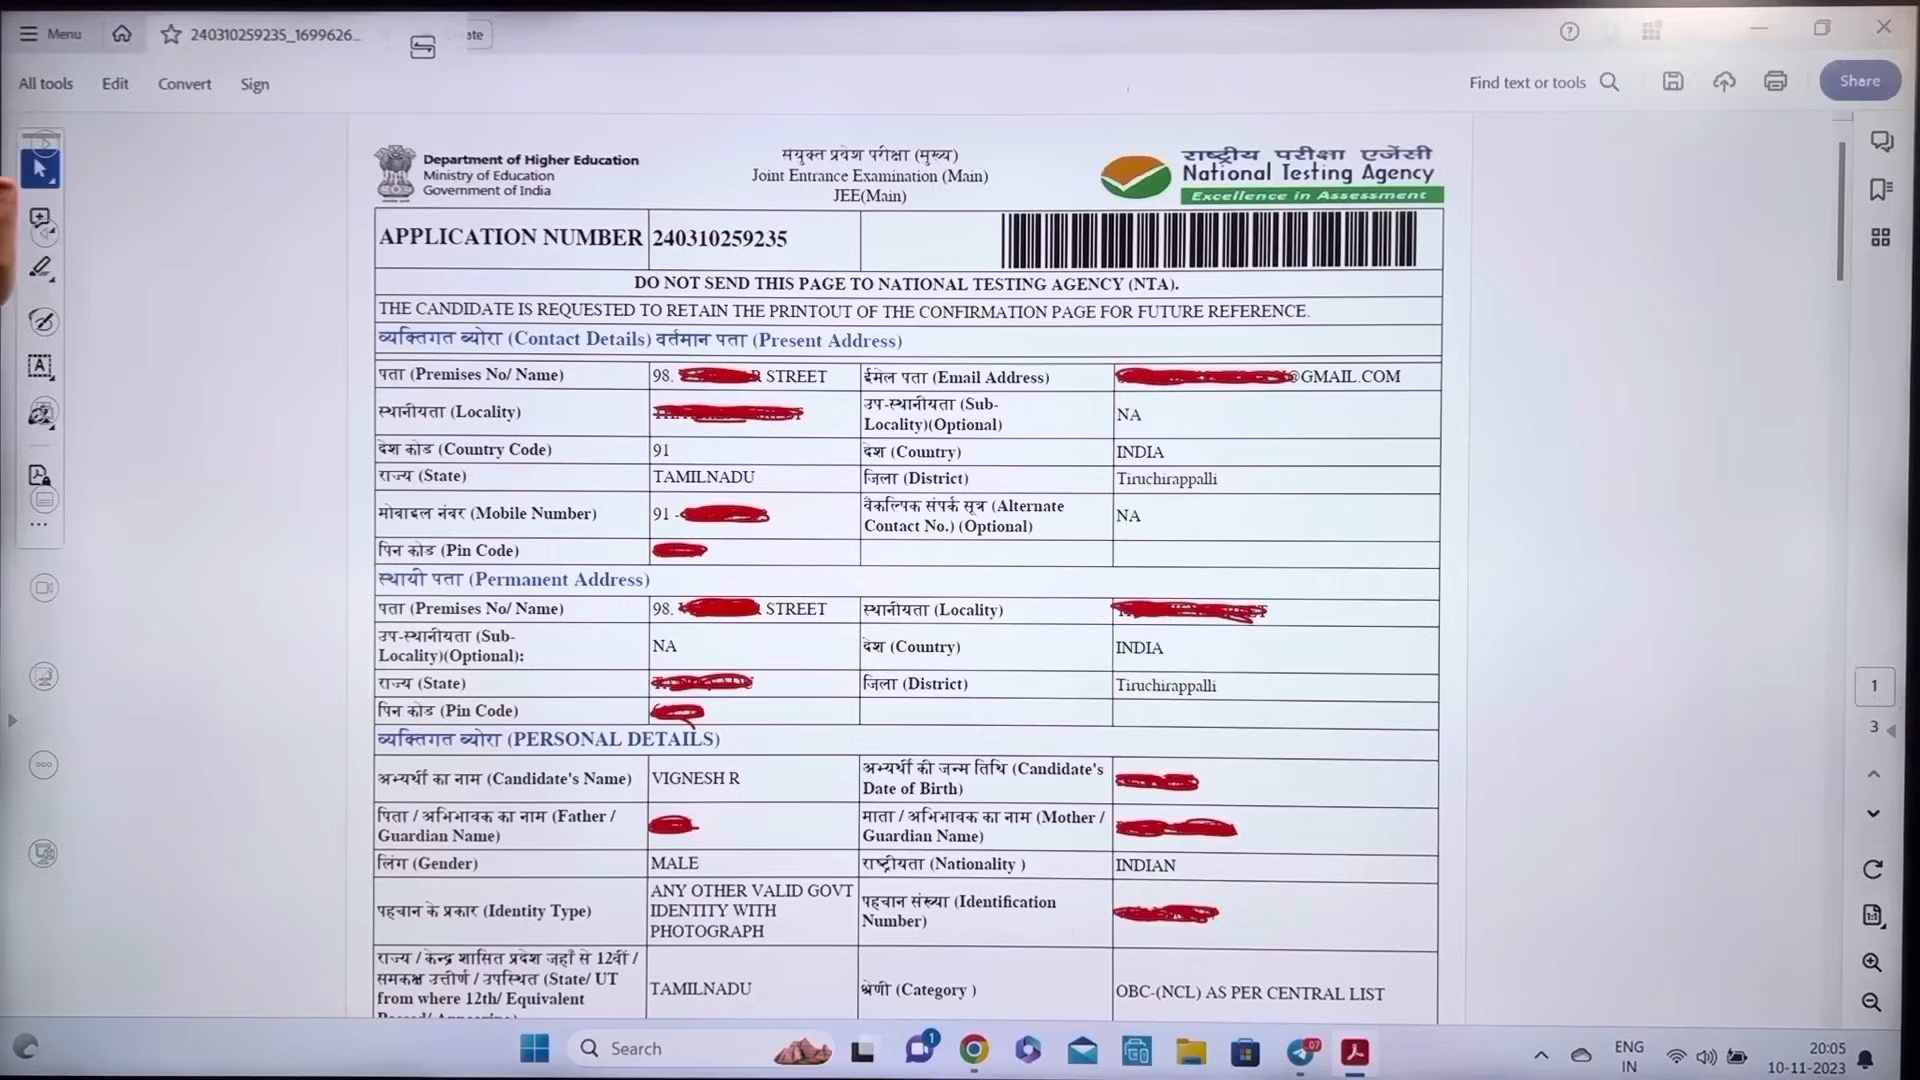 Menu
240310259235_1699626...
ate
All tools
Edit
Convert
Sign
Find text or tools
Share
Department of Higher Education
Ministry of Education
Government of India
संयुक्त प्रवेश परीक्षा (मुख्य)
Joint Entrance Examination (Main)
JEE(Main)
राष्ट्रीय परीक्षा एजेंसी
National Testing Agency
Excellence in Assessment
APPLICATION NUMBER 240310259235
DO NOT SEND THIS PAGE TO NATIONAL TESTING AGENCY (NTA).
THE CANDIDATE IS REQUESTED TO RETAIN THE PRINTOUT OF THE CONFIRMATION PAGE FOR FUTURE REFERENCE.
व्यक्तिगत ब्योरा (Contact Details) वर्तमान पता (Present Address)
पता (Premises No/ Name)
98. STREET
ईमेल पता (Email Address)
@GMAIL.COM
स्थानीयता (Locality)
उप-स्थानीयता (Sub-
Locality)(Optional)
NA
देश कोड (Country Code)
91
देश (Country)
INDIA
राज्य (State)
TAMILNADU
जिला (District)
Tiruchirappalli
मोबाइल नंबर (Mobile Number)
91 -
वैकल्पिक संपर्क सूत्र (Alternate
Contact No.) (Optional)
NA
पिन कोड (Pin Code)
स्थायी पता (Permanent Address)
पता (Premises No/ Name)
98. STREET
स्थानीयता (Locality)
उप-स्थानीयता (Sub-
Locality)(Optional):
NA
देश (Country)
INDIA
राज्य (State)
जिला (District)
Tiruchirappalli
पिन कोड (Pin Code)
व्यक्तिगत ब्योरा (PERSONAL DETAILS)
अभ्यर्थी का नाम (Candidate's Name)
VIGNESH R
अभ्यर्थी की जन्म तिथि (Candidate's
Date of Birth)
पिता / अभिभावक का नाम (Father /
Guardian Name)
माता / अभिभावक का नाम (Mother /
Guardian Name)
लिंग (Gender)
MALE
राष्ट्रीयता (Nationality )
INDIAN
पहचान के प्रकार (Identity Type)
ANY OTHER VALID GOVT
IDENTITY WITH
PHOTOGRAPH
पहचान संख्या (Identification
Number)
राज्य / केन्द्र शासित प्रदेश जहाँ से 12वीं /
समकक्ष उत्तीर्ण / उपस्थित (State/ UT
from where 12th/ Equivalent
TAMILNADU
श्रेणी (Category )
OBC-(NCL) AS PER CENTRAL LIST
1
3
Search
1
07
ENG
IN
20:05
10-11-2023